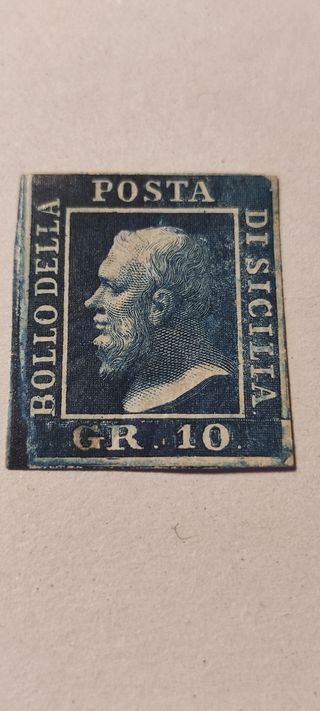 BOLLO DELLA
POSTA
DI SICILIA
GR. 10.